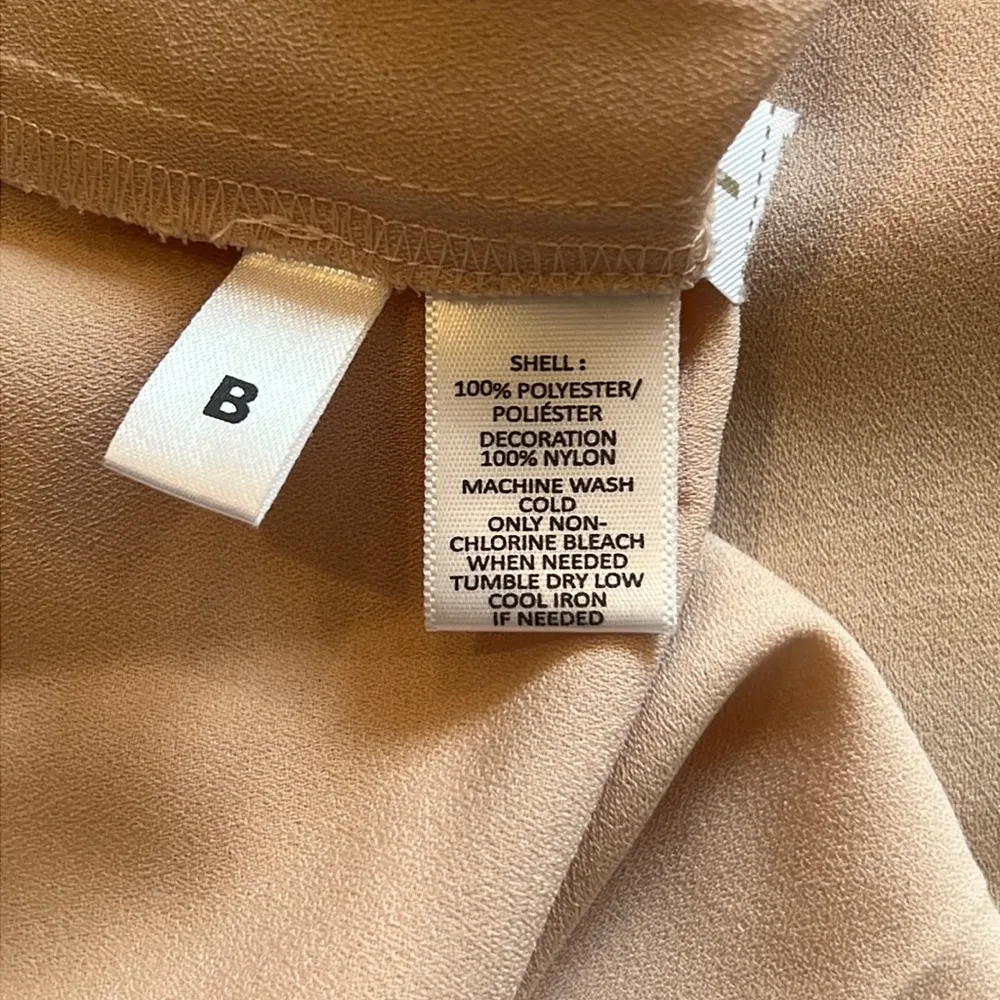 B
SHELL :
100% POLYESTER/
POLIÉSTER
DECORATION
100% NYLON
MACHINE WASH
COLD
ONLY NON-
CHLORINE BLEACH
WHEN NEEDED
TUMBLE DRY LOW
COOL IRON
IF NEEDED